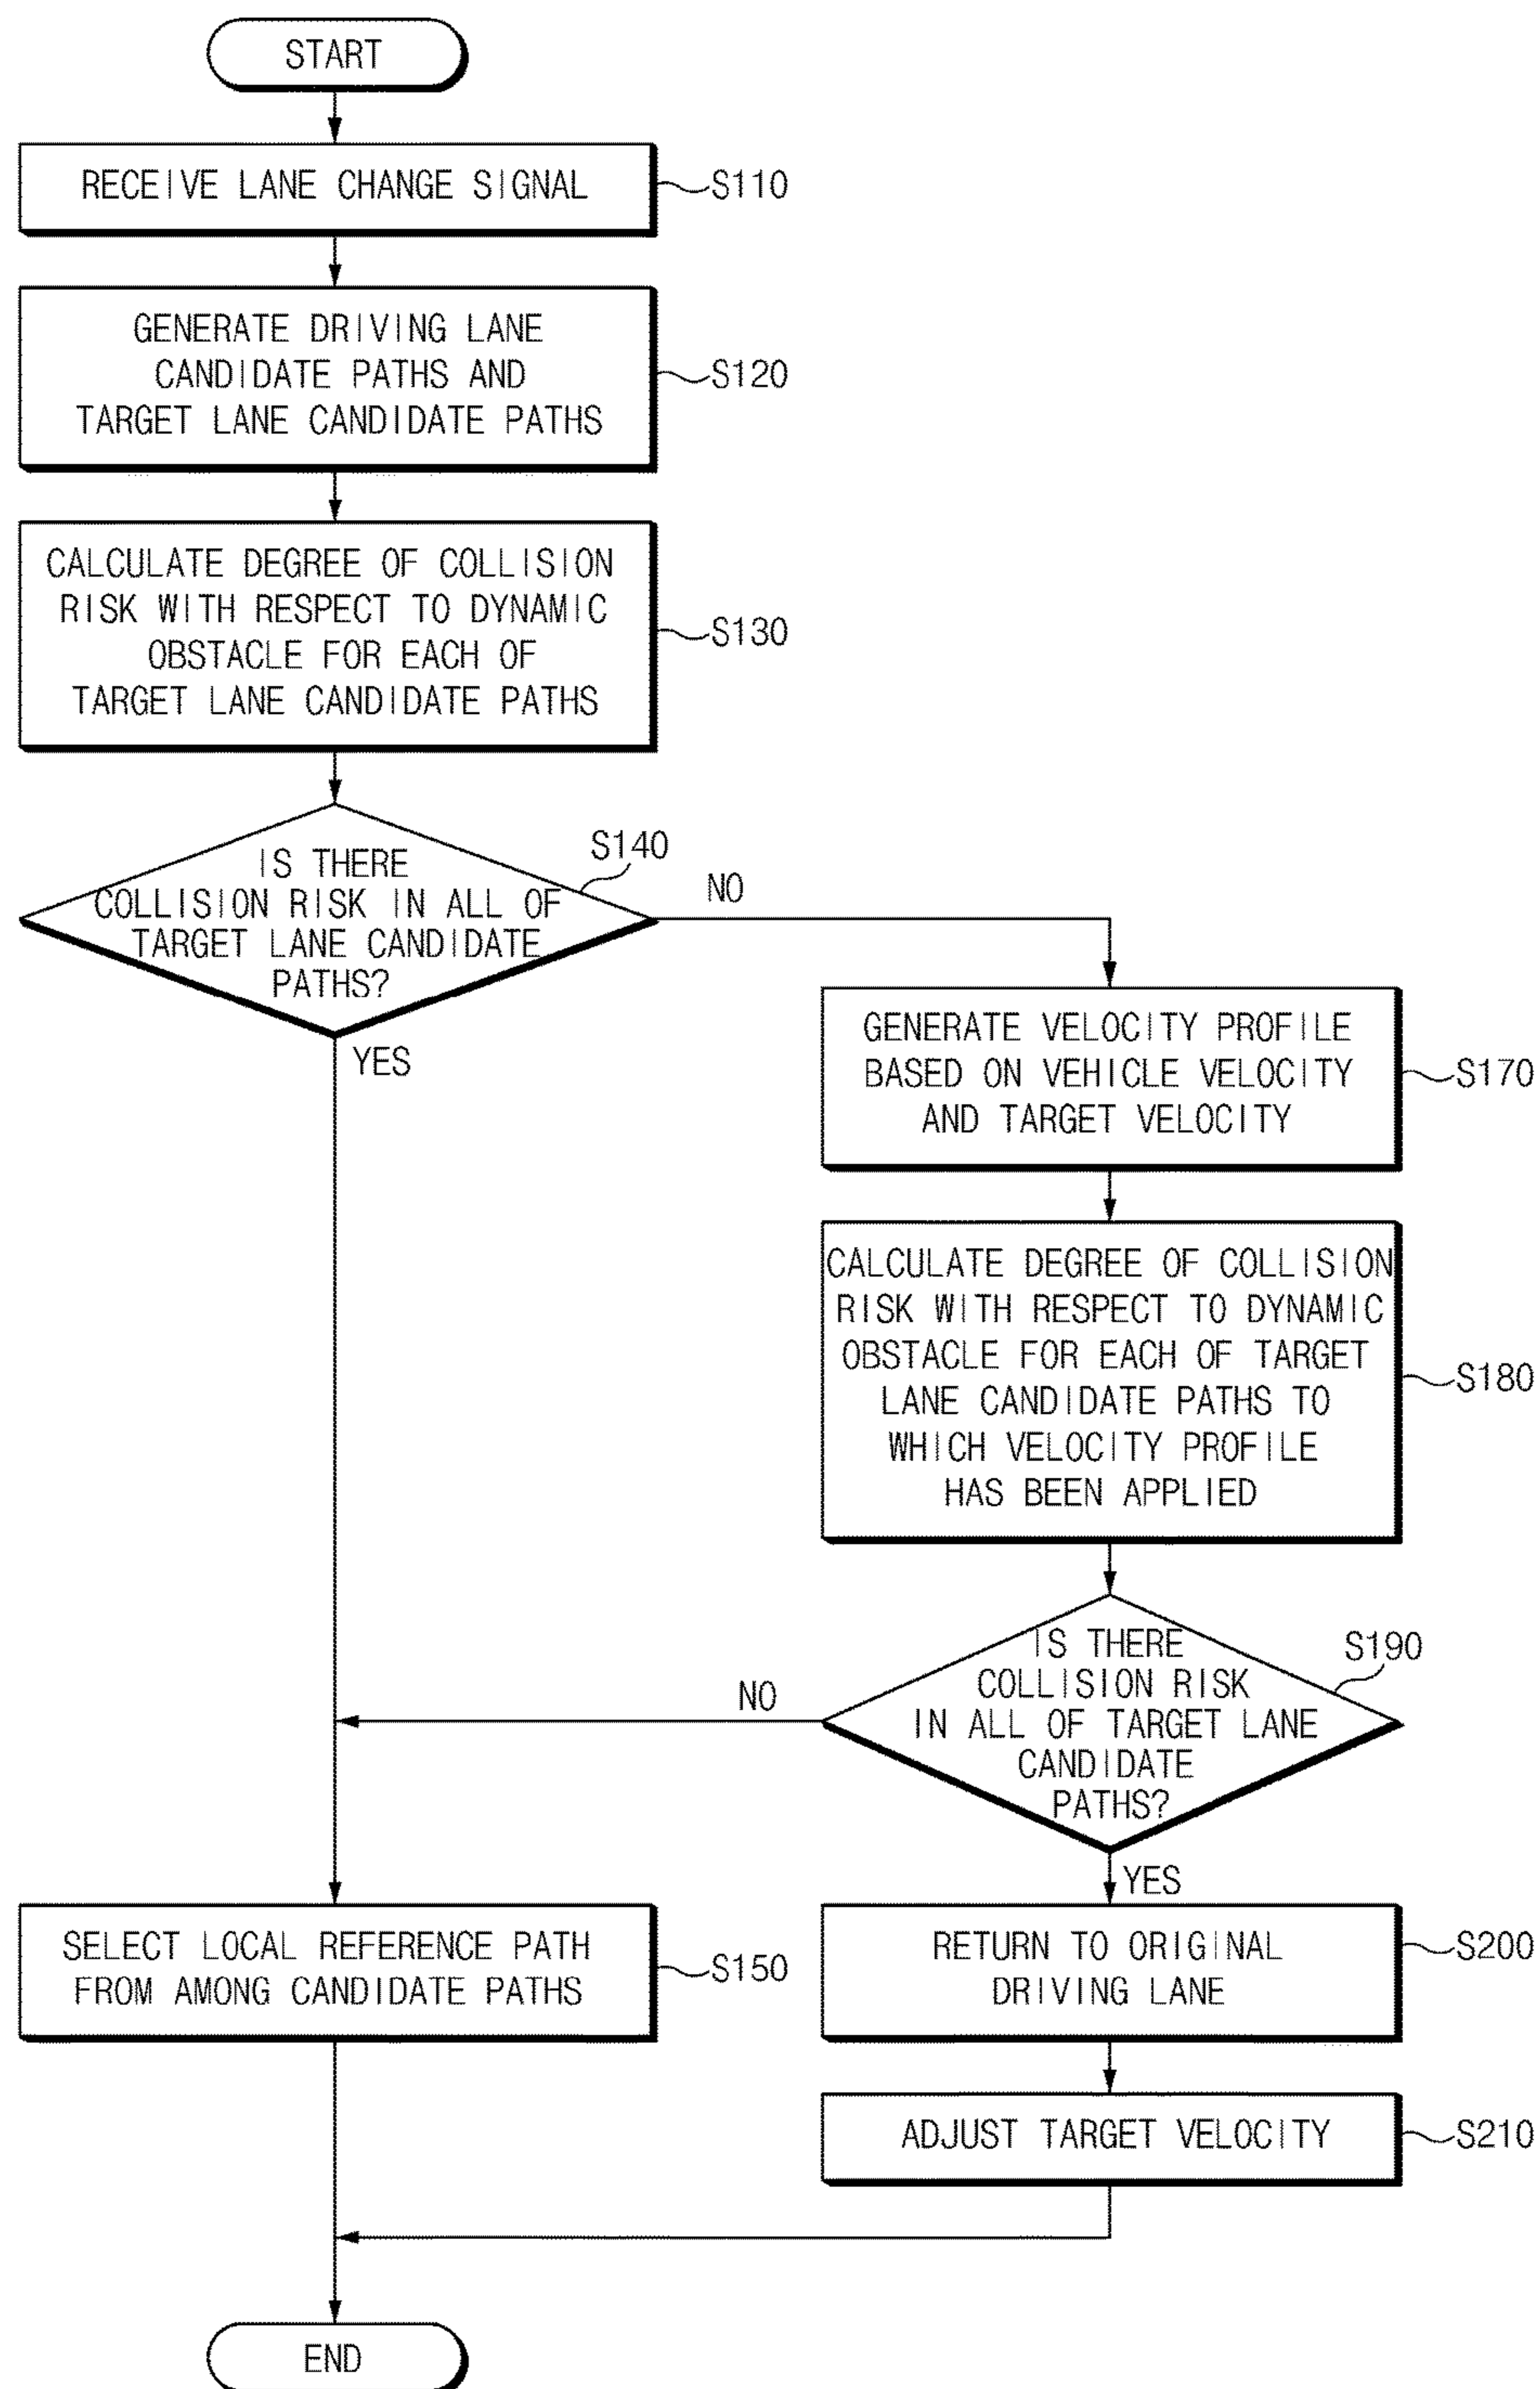 START
RECEIVE LANE CHANGE SIGNAL
S110
GENERATE DRIVING LANE
CANDIDATE PATHS AND
TARGET LANE CANDIDATE PATHS
S120
CALCULATE DEGREE OF COLLISION
RISK WITH RESPECT TO DYNAMIC
OBSTACLE FOR EACH OF
TARGET LANE CANDIDATE PATHS
S130
IS THERE
COLLISION RISK IN ALL OF
TARGET LANE CANDIDATE
PATHS?
S140
NO
YES
GENERATE VELOCITY PROFILE
BASED ON VEHICLE VELOCITY
AND TARGET VELOCITY
S170
CALCULATE DEGREE OF COLLISION
RISK WITH RESPECT TO DYNAMIC
OBSTACLE FOR EACH OF TARGET
LANE CANDIDATE PATHS TO
WHICH VELOCITY PROFILE
HAS BEEN APPLIED
S180
IS THERE
COLLISION RISK
IN ALL OF TARGET LANE
CANDIDATE
PATHS?
S190
NO
YES
SELECT LOCAL REFERENCE PATH
FROM AMONG CANDIDATE PATHS
S150
RETURN TO ORIGINAL
DRIVING LANE
S200
ADJUST TARGET VELOCITY
S210
END